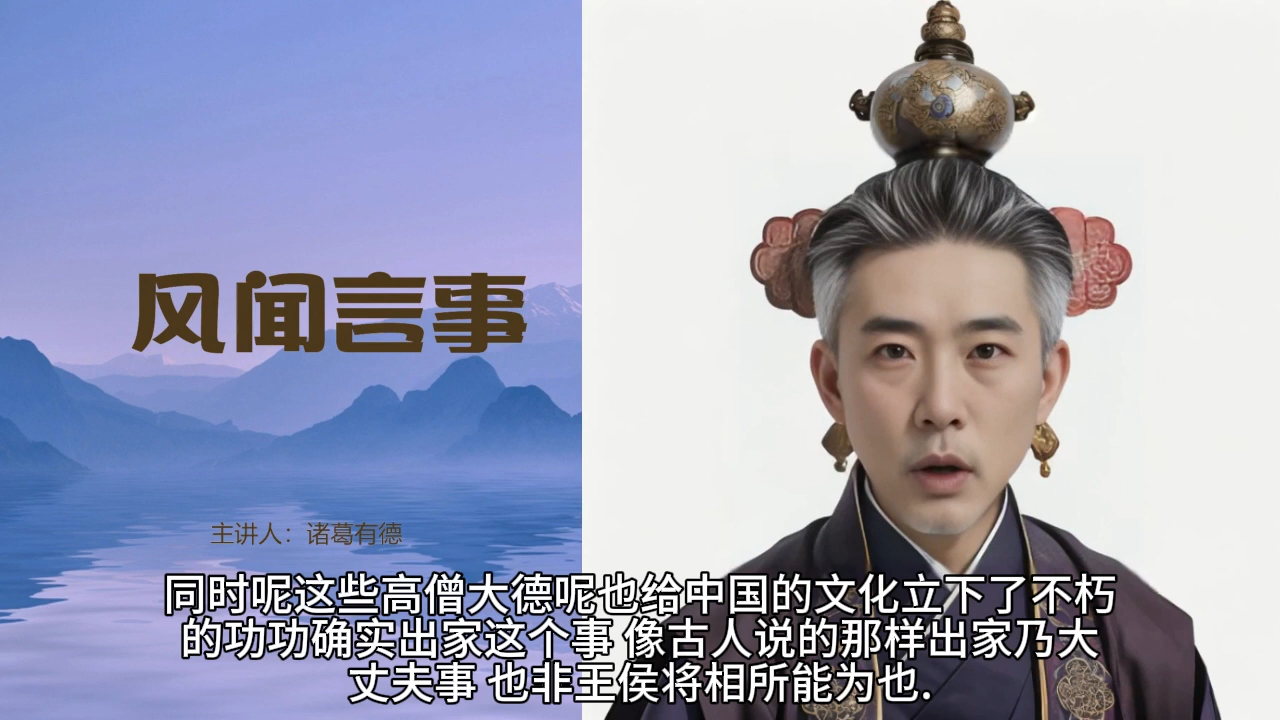 风闻言事
主讲人：诸葛有德
同时呢这些高僧大德呢也给中国的文化立下了不朽
的功功确实出家这个事 像古人说的那样出家乃大
丈夫事 也非王侯将相所能为也.